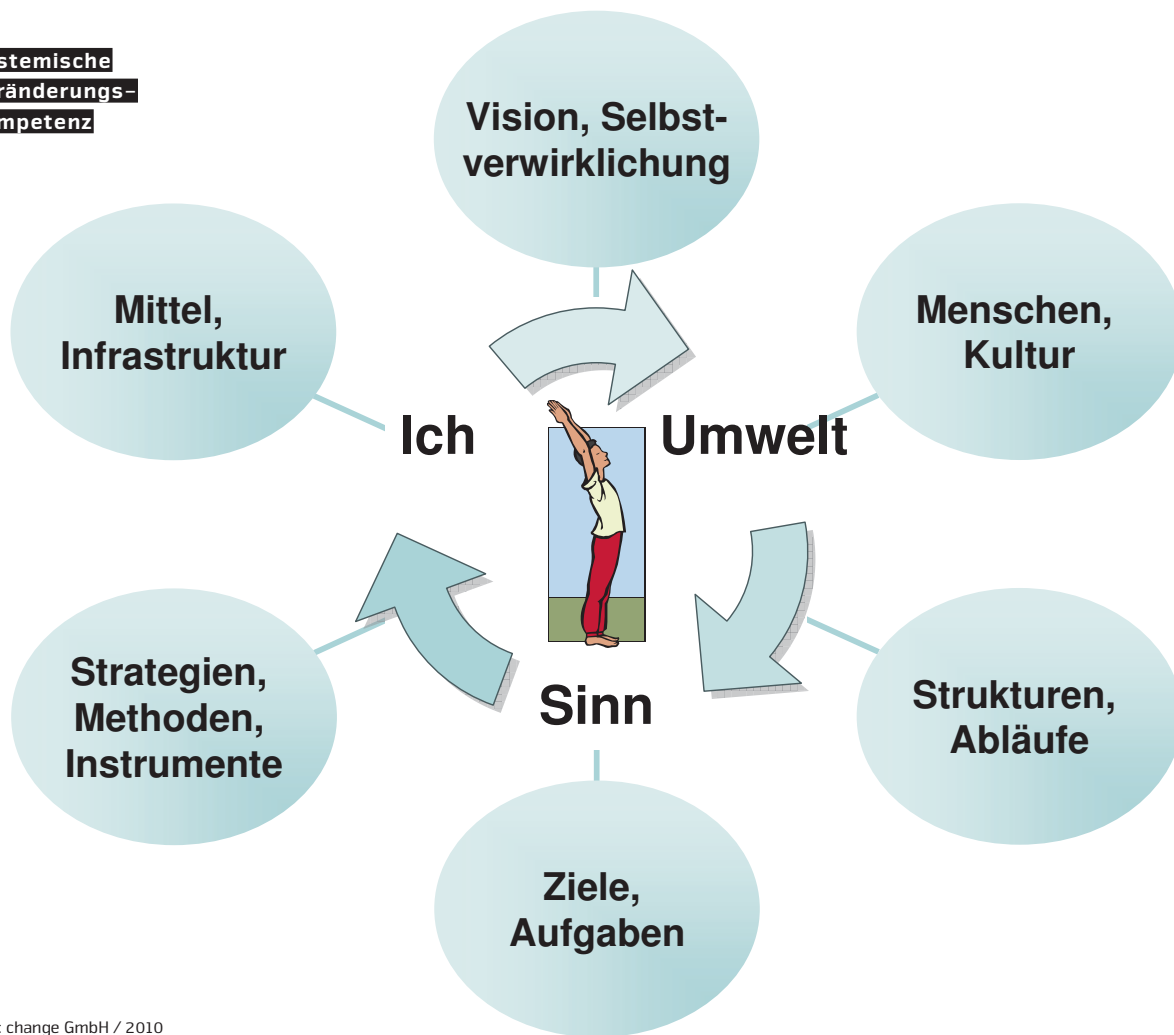 stemische
ränderungs-
mpetenz
Vision, Selbst-
verwirklichung
Mittel,
Infrastruktur
Menschen,
Kultur
Ich
Umwelt
Strategien,
Methoden,
Instrumente
Sinn
Strukturen,
Abläufe
Ziele,
Aufgaben
change GmbH / 2010